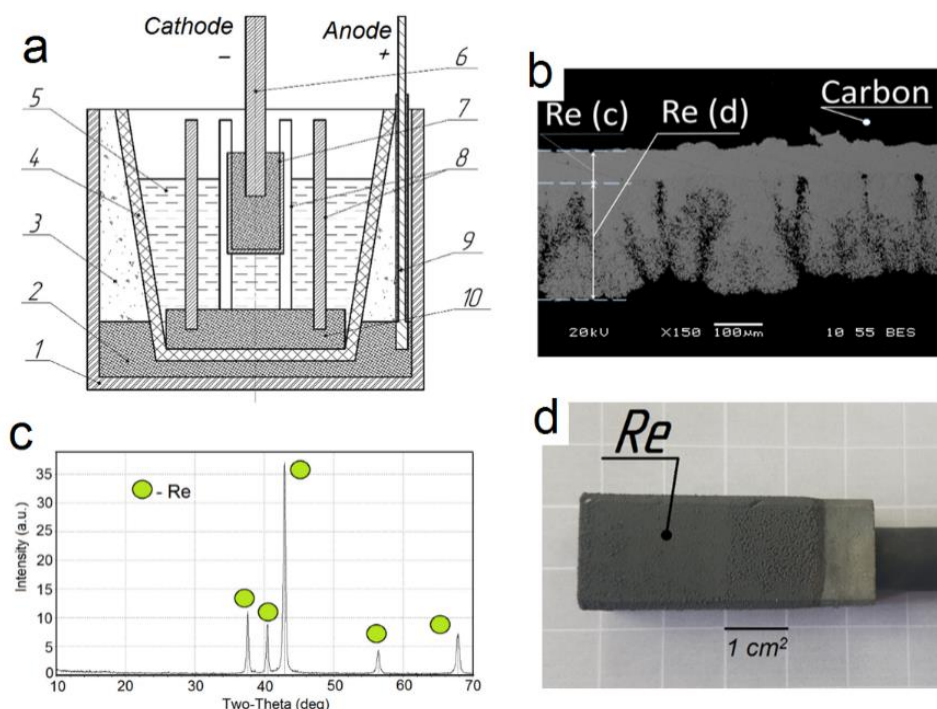 a
Cathode
–
Anode
+
1
2
3
4
5
6
7
8
9
10
b
Re (c)
Re (d)
Carbon
20kV
X150
100µm
10 55 BES
c
- Re
Intensity (a.u.)
35
30
25
20
15
10
5
0
10
20
30
40
50
60
70
Two-Theta (deg)
d
Re
1 cm²